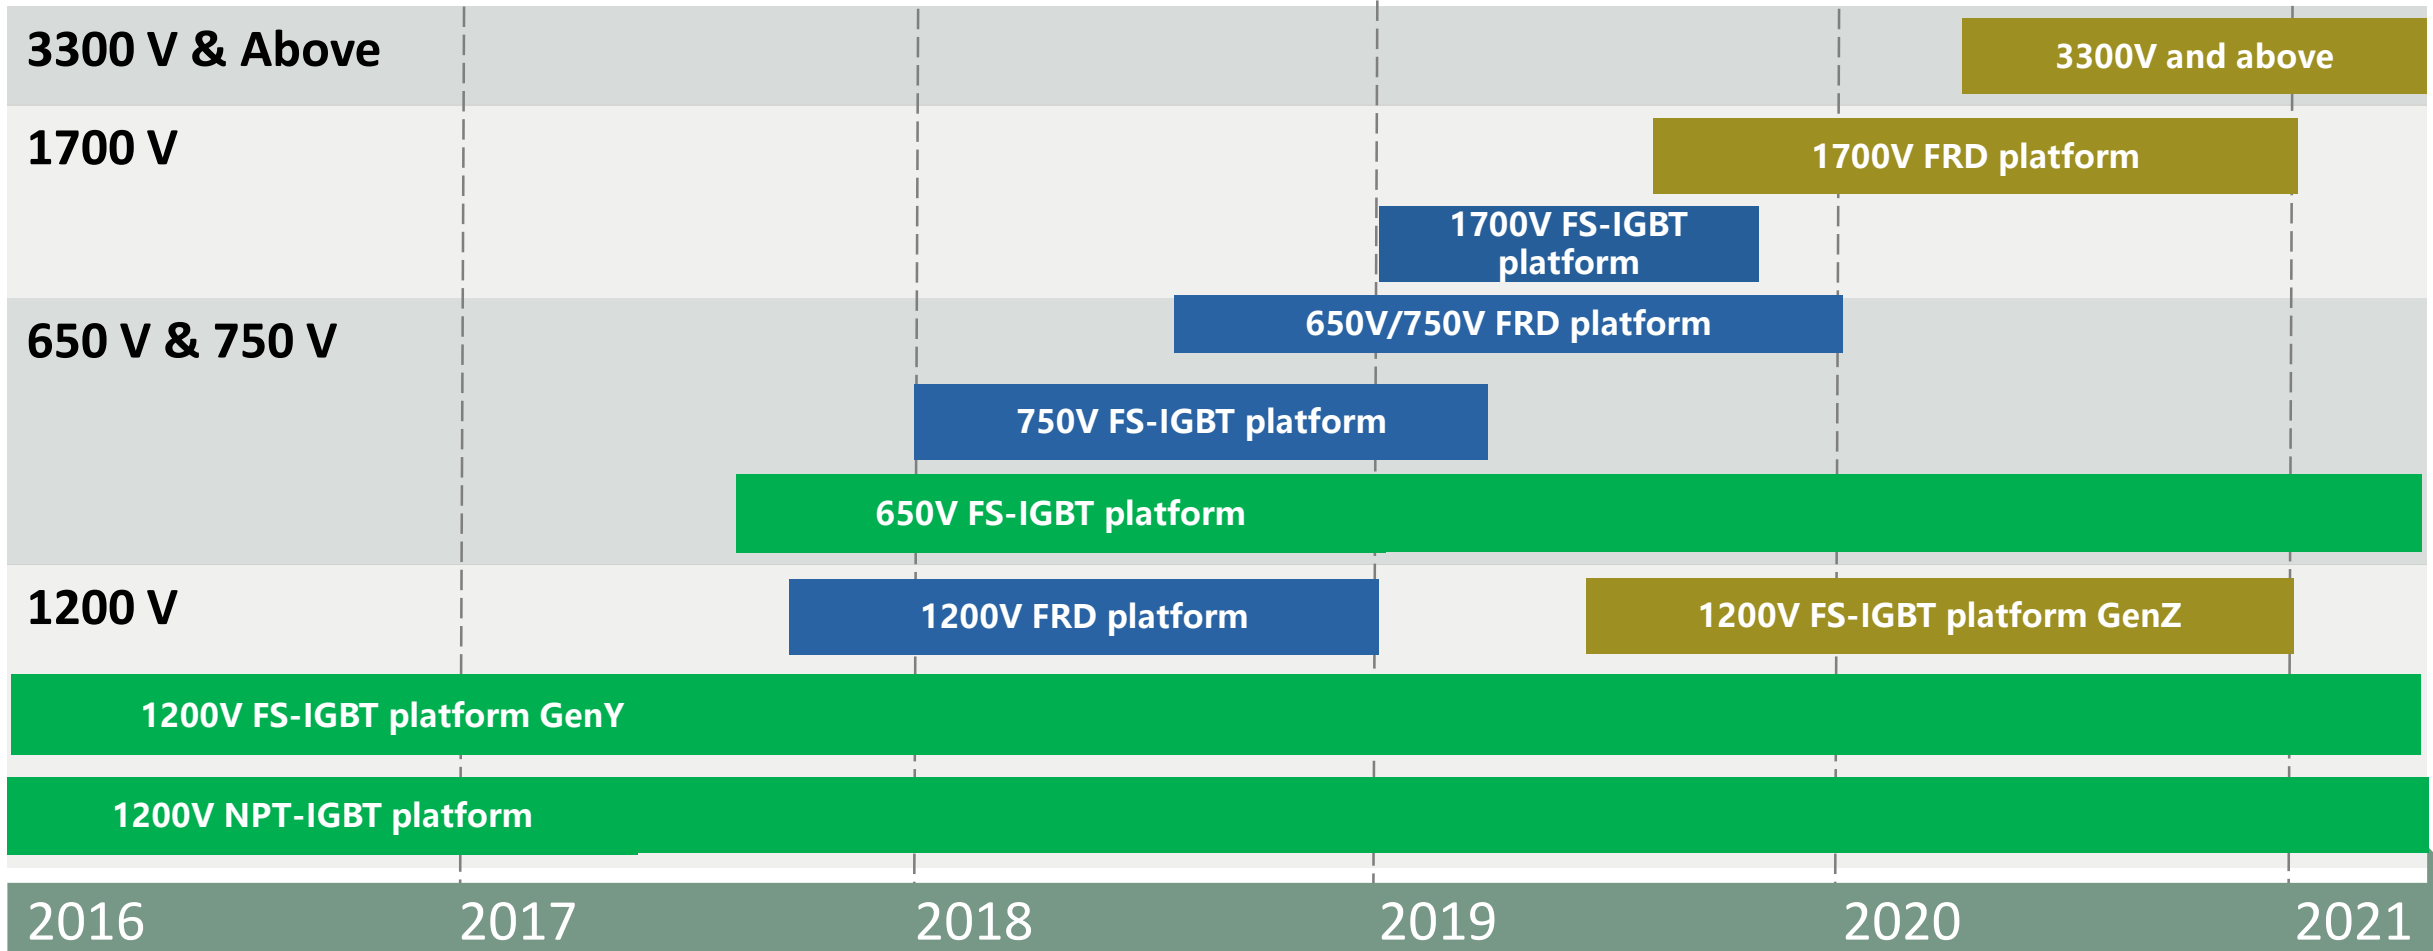 3300 V & Above
3300V and above
1700 V
1700V FRD platform
1700V FS-IGBT
platform
650 V & 750 V
650V/750V FRD platform
750V FS-IGBT platform
650V FS-IGBT platform
1200 V
1200V FRD platform
1200V FS-IGBT platform GenZ
1200V FS-IGBT platform GenY
1200V NPT-IGBT platform
2016
2017
2018
2019
2020
2021